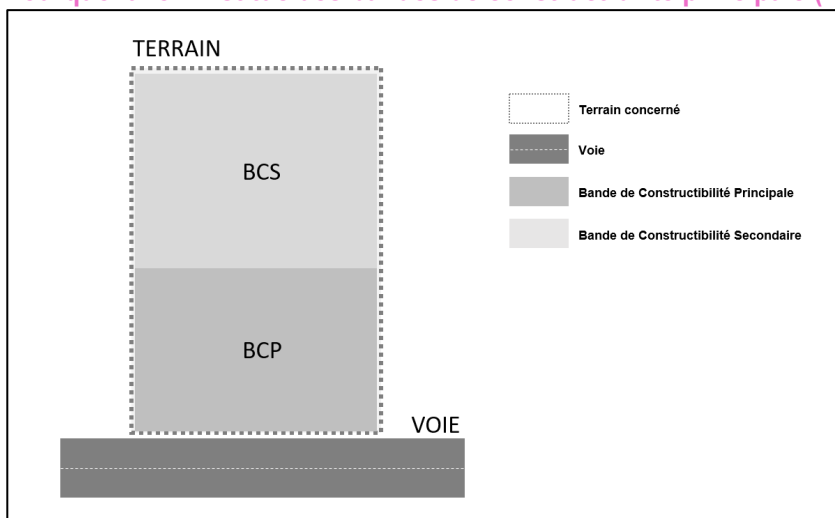 TERRAIN
BCS
BCP
VOIE
Terrain concerné
Voie
Bande de Constructibilité Principale
Bande de Constructibilité Secondaire